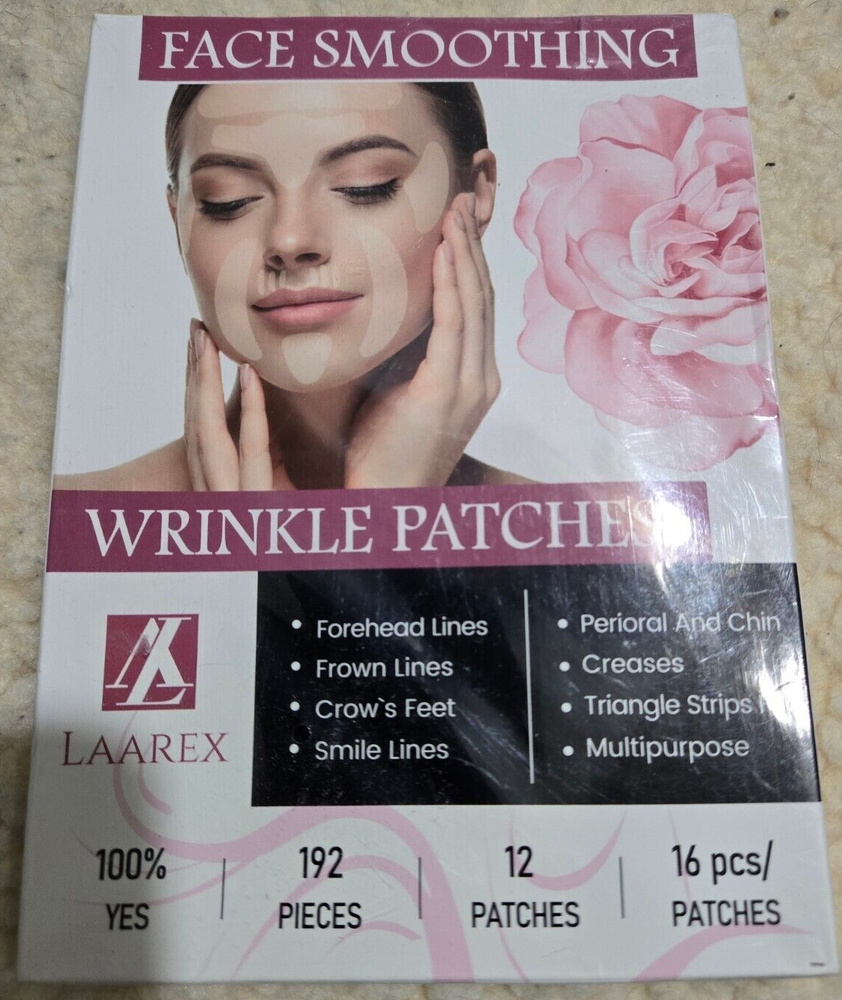 FACE SMOOTHING
WRINKLE PATCHES
LAAREX
• Forehead Lines
• Frown Lines
• Crow`s Feet
• Smile Lines
• Perioral And Chin
• Creases
• Triangle Strips
• Multipurpose
100%
YES
192
PIECES
12
PATCHES
16 pcs/
PATCHES